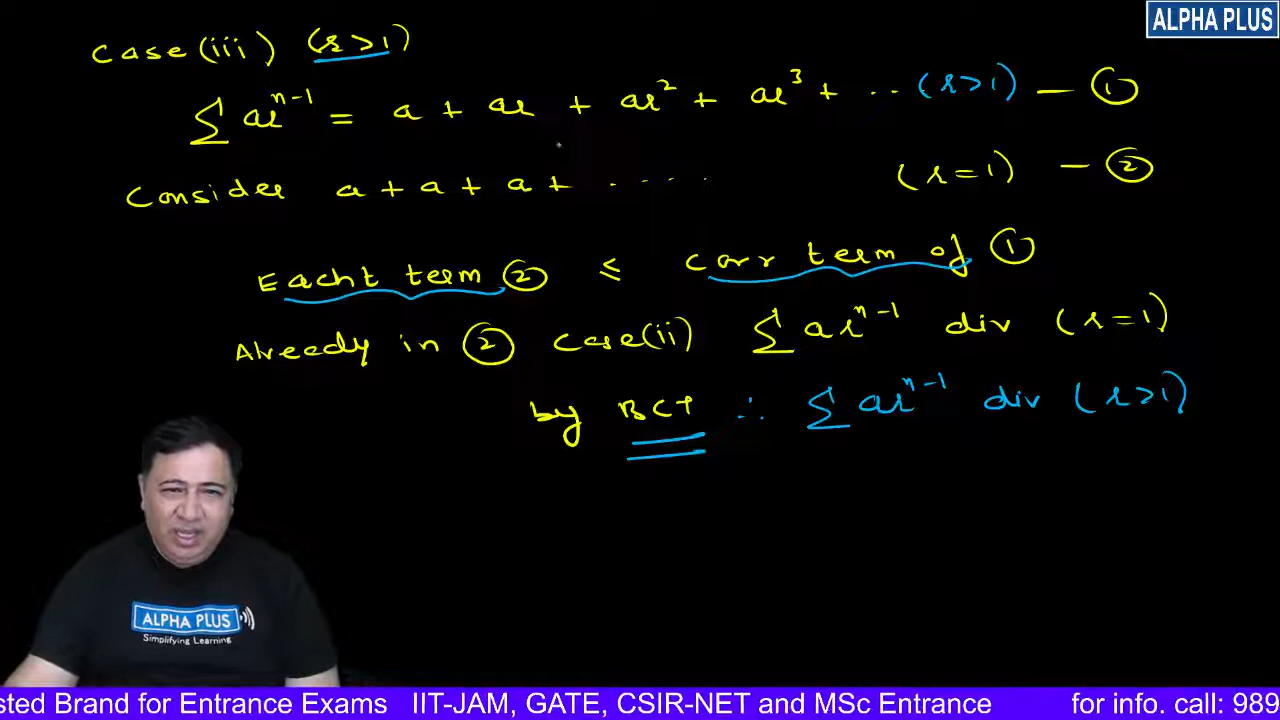 ALPHA PLUS
Case(iii) (r>1)
∑ ar^(n-1) = a + ar + ar² + ar³ + ·· (r>1) — ①
Consider a + a + a + ..... (r=1) — ②
Eacht term ② ≤ corr term of ①
Already in ② case(ii) ∑ ar^(n-1) div (r=1)
by BCT ∴ ∑ ar^(n-1) div (r>1)
ALPHA PLUS
Simplifying Learning
sted Brand for Entrance Exams IIT-JAM, GATE, CSIR-NET and MSc Entrance for info. call: 989